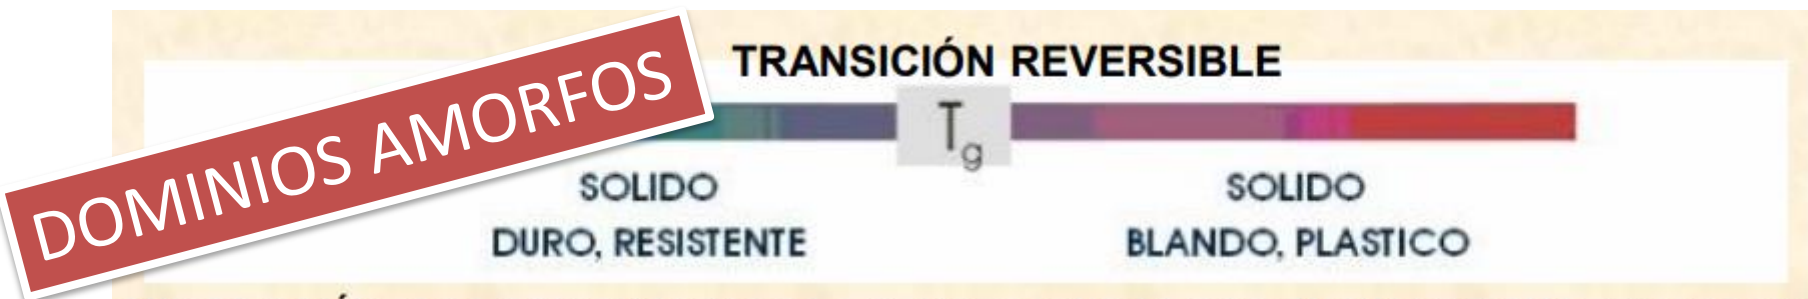 DOMINIOS AMORFOS
TRANSICIÓN REVERSIBLE
Tg
SOLIDO
DURO, RESISTENTE
SOLIDO
BLANDO, PLASTICO